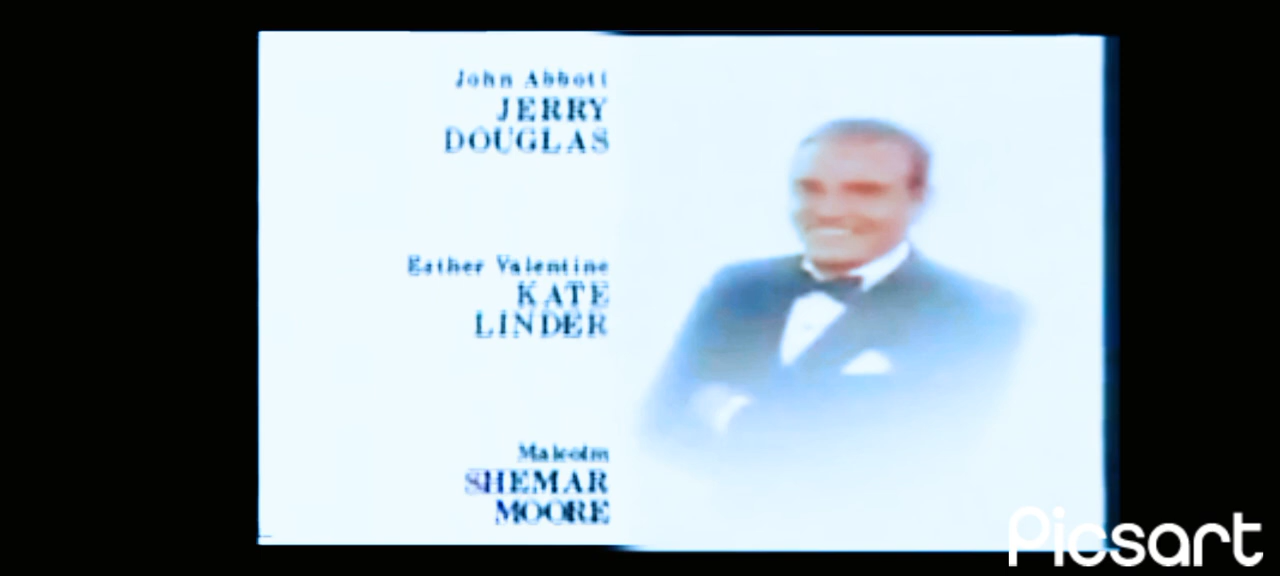 John Abbott
JERRY
DOUGLAS
Esther Valentine
KATE
LINDER
Malcolm
SHEMAR
MOORE
Picsart